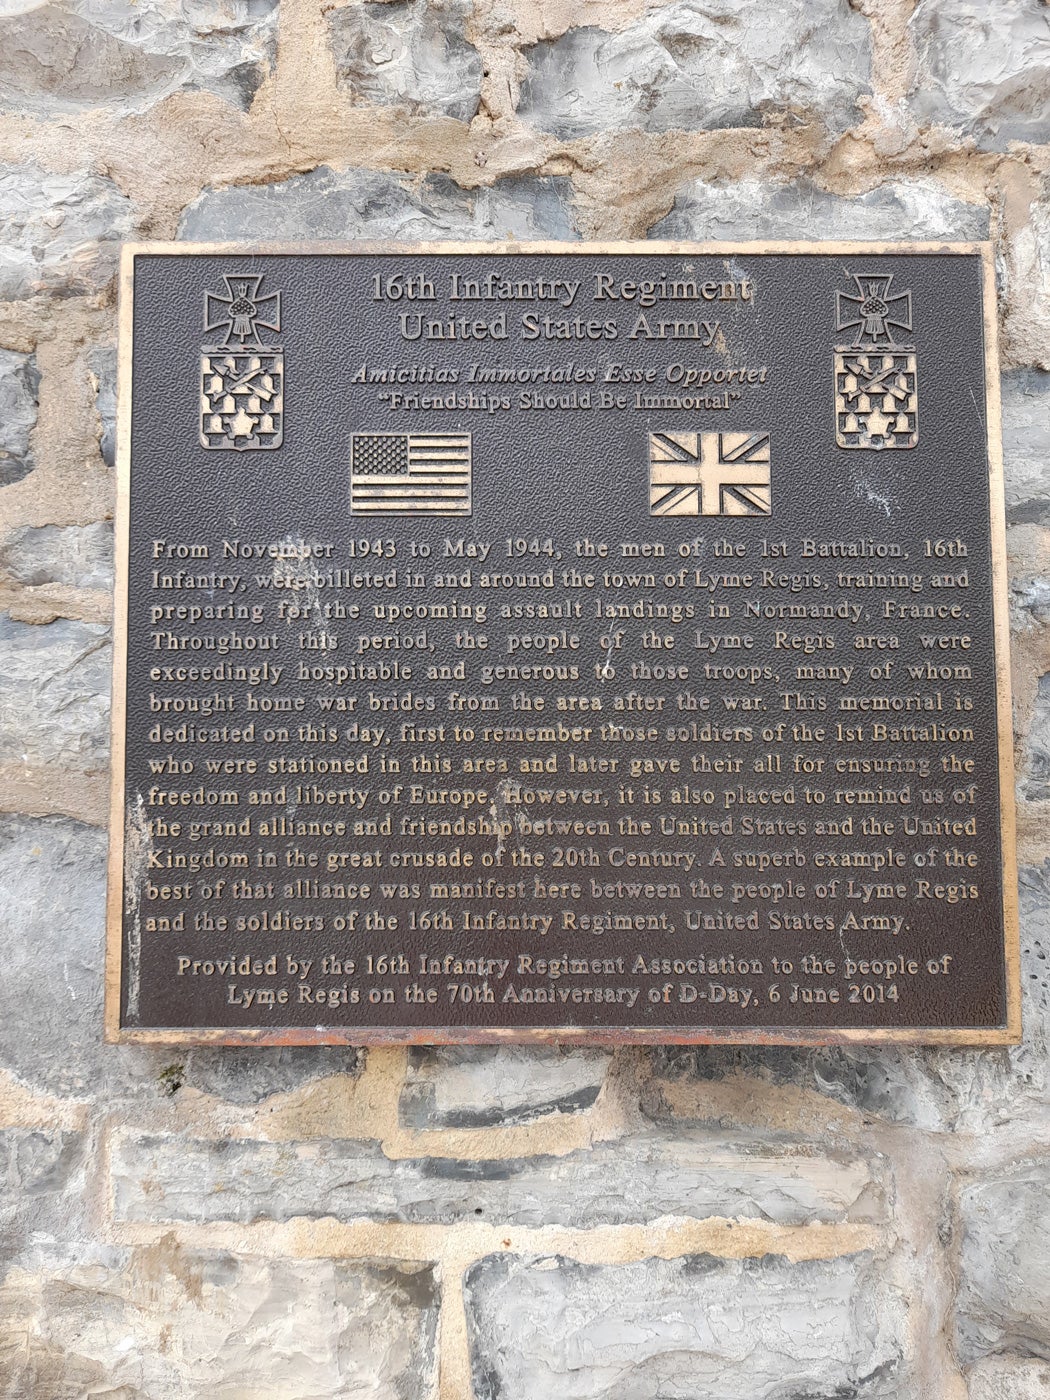 16th Infantry Regiment
United States Army
Amicitias Immortales Esse Opportet
"Friendships Should Be Immortal"
From November 1943 to May 1944, the men of the 1st Battalion, 16th
Infantry, were billeted in and around the town of Lyme Regis, training and
preparing for the upcoming assault landings in Normandy, France.
Throughout this period, the people of the Lyme Regis area were
exceedingly hospitable and generous to those troops, many of whom
brought home war brides from the area after the war. This memorial is
dedicated on this day, first to remember those soldiers of the 1st Battalion
who were stationed in this area and later gave their all for ensuring the
freedom and liberty of Europe. However, it is also placed to remind us of
the grand alliance and friendship between the United States and the United
Kingdom in the great crusade of the 20th Century. A superb example of the
best of that alliance was manifest here between the people of Lyme Regis
and the soldiers of the 16th Infantry Regiment, United States Army.
Provided by the 16th Infantry Regiment Association to the people of
Lyme Regis on the 70th Anniversary of D-Day, 6 June 2014